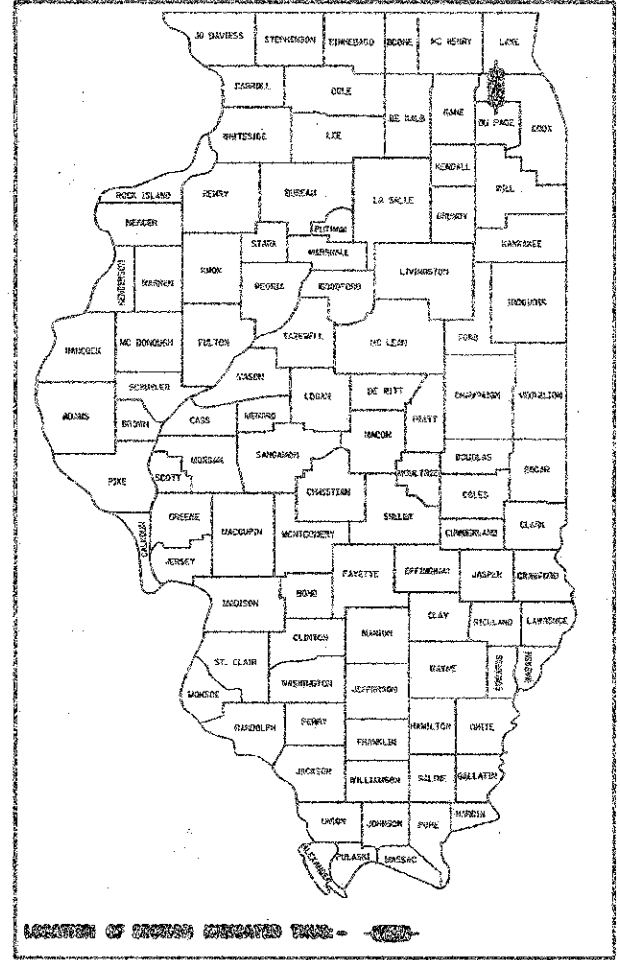 JO DAVIESS STEPHENSON WINNEBAGO BOONE MC HENRY LAKE
CARROLL OGLE
DE KALB KANE DU PAGE COOK
WHITESIDE LEE
KENDALL
WILL
ROCK ISLAND HENRY BUREAU LA SALLE
GRUNDY
MERCER
PUTNAM
KANKAKEE
STARK MARSHALL
LIVINGSTON
HENDERSON WARREN KNOX
PEORIA WOODFORD
IROQUOIS
HANCOCK MC DONOUGH FULTON TAZEWELL MC LEAN FORD
MASON
SCHUYLER
LOGAN DE WITT
CHAMPAIGN VERMILION
ADAMS BROWN CASS MENARD
PIATT
MACON
MORGAN SANGAMON
DOUGLAS
EDGAR
PIKE SCOTT
MOULTRIE
COLES
CHRISTIAN
GREENE SHELBY
CALHOUN MACOUPIN MONTGOMERY CUMBERLAND CLARK
JERSEY
FAYETTE EFFINGHAM JASPER CRAWFORD
MADISON BOND
CLAY RICHLAND LAWRENCE
CLINTON MARION
ST. CLAIR WAYNE EDWARDS WABASH
WASHINGTON JEFFERSON
MONROE
RANDOLPH PERRY HAMILTON WHITE
FRANKLIN
JACKSON WILLIAMSON SALINE GALLATIN
HARDIN
UNION JOHNSON POPE
ALEXANDER PULASKI MASSAC
LOCATION OF SECTION INDICATED THUS: -